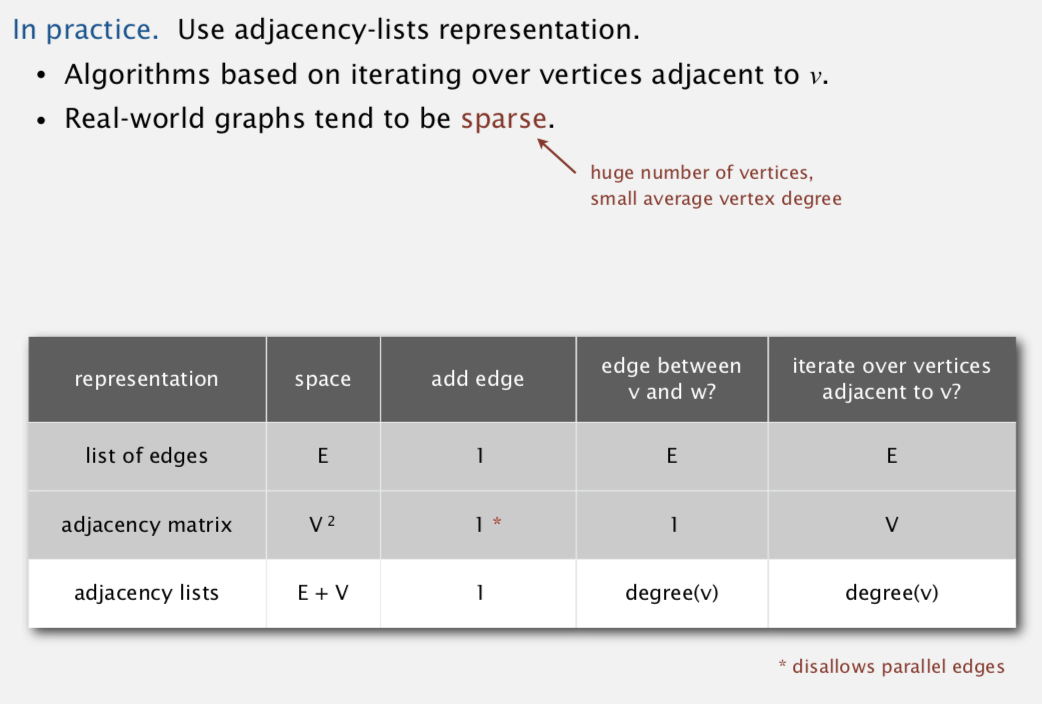 In practice. Use adjacency-lists representation.
• Algorithms based on iterating over vertices adjacent to v.
• Real-world graphs tend to be sparse.
huge number of vertices,
small average vertex degree
representation space add edge edge between v and w? iterate over vertices adjacent to v?
list of edges E 1 E E
adjacency matrix V² 1 * 1 V
adjacency lists E + V 1 degree(v) degree(v)
* disallows parallel edges